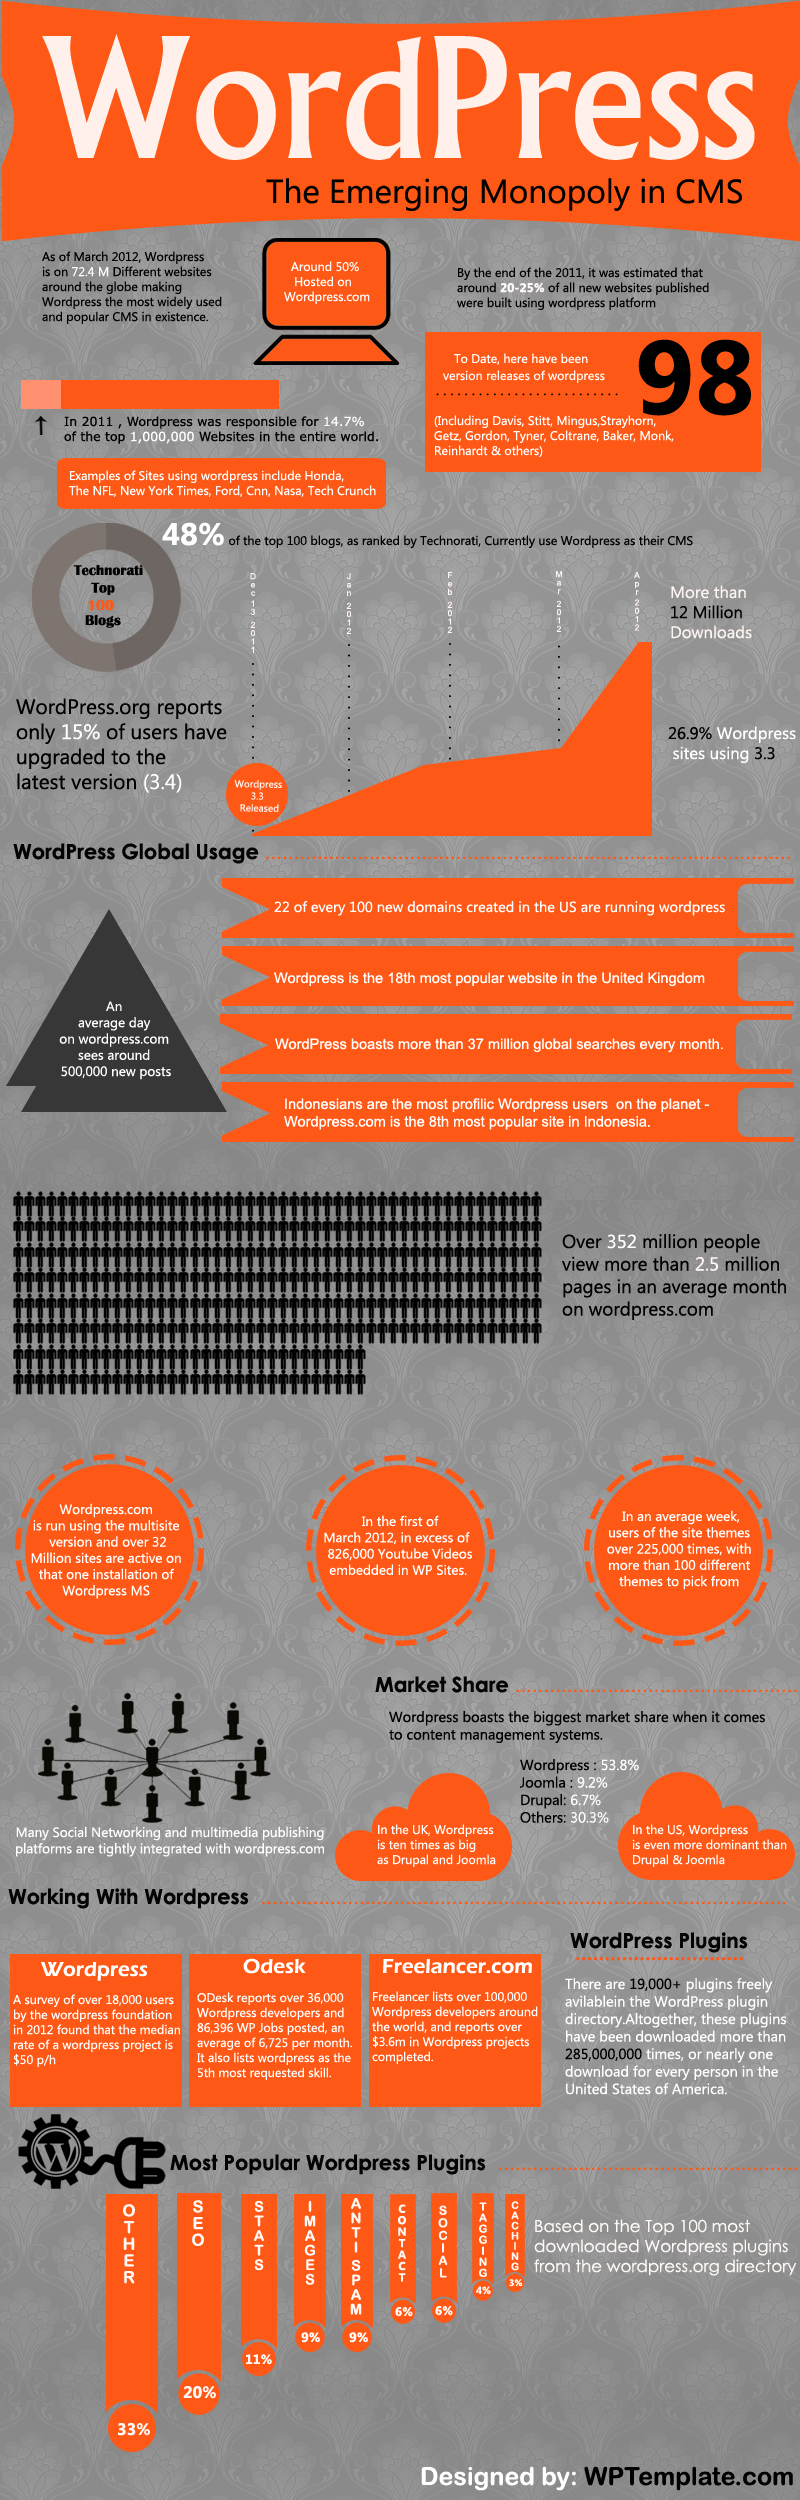 WordPress
The Emerging Monopoly in CMS
As of March 2012, Wordpress
is on 72.4 M Different websites
around the globe making
Wordpress the most widely used
and popular CMS in existence.
Around 50%
Hosted on
Wordpress.com
By the end of the 2011, it was estimated that
around 20-25% of all new websites published
were built using wordpress platform
To Date, here have been
version releases of wordpress
98
(Including Davis, Stitt, Mingus,Strayhorn,
Getz, Gordon, Tyner, Coltrane, Baker, Monk,
Reinhardt & others)
In 2011 , Wordpress was responsible for 14.7%
of the top 1,000,000 Websites in the entire world.
Examples of Sites using wordpress include Honda,
The NFL, New York Times, Ford, Cnn, Nasa, Tech Crunch
48% of the top 100 blogs, as ranked by Technorati, Currently use Wordpress as their CMS
Technorati
Top
100
Blogs
Dec 13 2011
Jan 2012
Feb 2012
Mar 2012
Apr 2012
More than
12 Million
Downloads
WordPress.org reports
only 15% of users have
upgraded to the
latest version (3.4)
26.9% Wordpress
sites using 3.3
Wordpress
3.3
Released
WordPress Global Usage
An
average day
on wordpress.com
sees around
500,000 new posts
22 of every 100 new domains created in the US are running wordpress
Wordpress is the 18th most popular website in the United Kingdom
WordPress boasts more than 37 million global searches every month.
Indonesians are the most profilic Wordpress users on the planet -
Wordpress.com is the 8th most popular site in Indonesia.
Over 352 million people
view more than 2.5 million
pages in an average month
on wordpress.com
Wordpress.com
is run using the multisite
version and over 32
Million sites are active on
that one installation of
Wordpress MS
In the first of
March 2012, in excess of
826,000 Youtube Videos
embedded in WP Sites.
In an average week,
users of the site themes
over 225,000 times, with
more than 100 different
themes to pick from
Many Social Networking and multimedia publishing
platforms are tightly integrated with wordpress.com
Market Share
Wordpress boasts the biggest market share when it comes
to content management systems.
Wordpress : 53.8%
Joomla : 9.2%
Drupal: 6.7%
Others: 30.3%
In the UK, Wordpress
is ten times as big
as Drupal and Joomla
In the US, Wordpress
is even more dominant than
Drupal & Joomla
Working With Wordpress
Wordpress
A survey of over 18,000 users
by the wordpress foundation
in 2012 found that the median
rate of a wordpress project is
$50 p/h
Odesk
ODesk reports over 36,000
Wordpress developers and
86,396 WP Jobs posted, an
average of 6,725 per month.
It also lists wordpress as the
5th most requested skill.
Freelancer.com
Freelancer lists over 100,000
Wordpress developers around
the world, and reports over
$3.6m in Wordpress projects
completed.
WordPress Plugins
There are 19,000+ plugins freely
avilablein the WordPress plugin
directory.Altogether, these plugins
have been downloaded more than
285,000,000 times, or nearly one
download for every person in the
United States of America.
W
Most Popular Wordpress Plugins
OTHER
33%
SEO
20%
STATS
11%
IMAGES
9%
ANTI SPAM
9%
CONTACT
6%
SOCIAL
6%
TAGGING
4%
CACHING
3%
Based on the Top 100 most
downloaded Wordpress plugins
from the wordpress.org directory
Designed by: WPTemplate.com